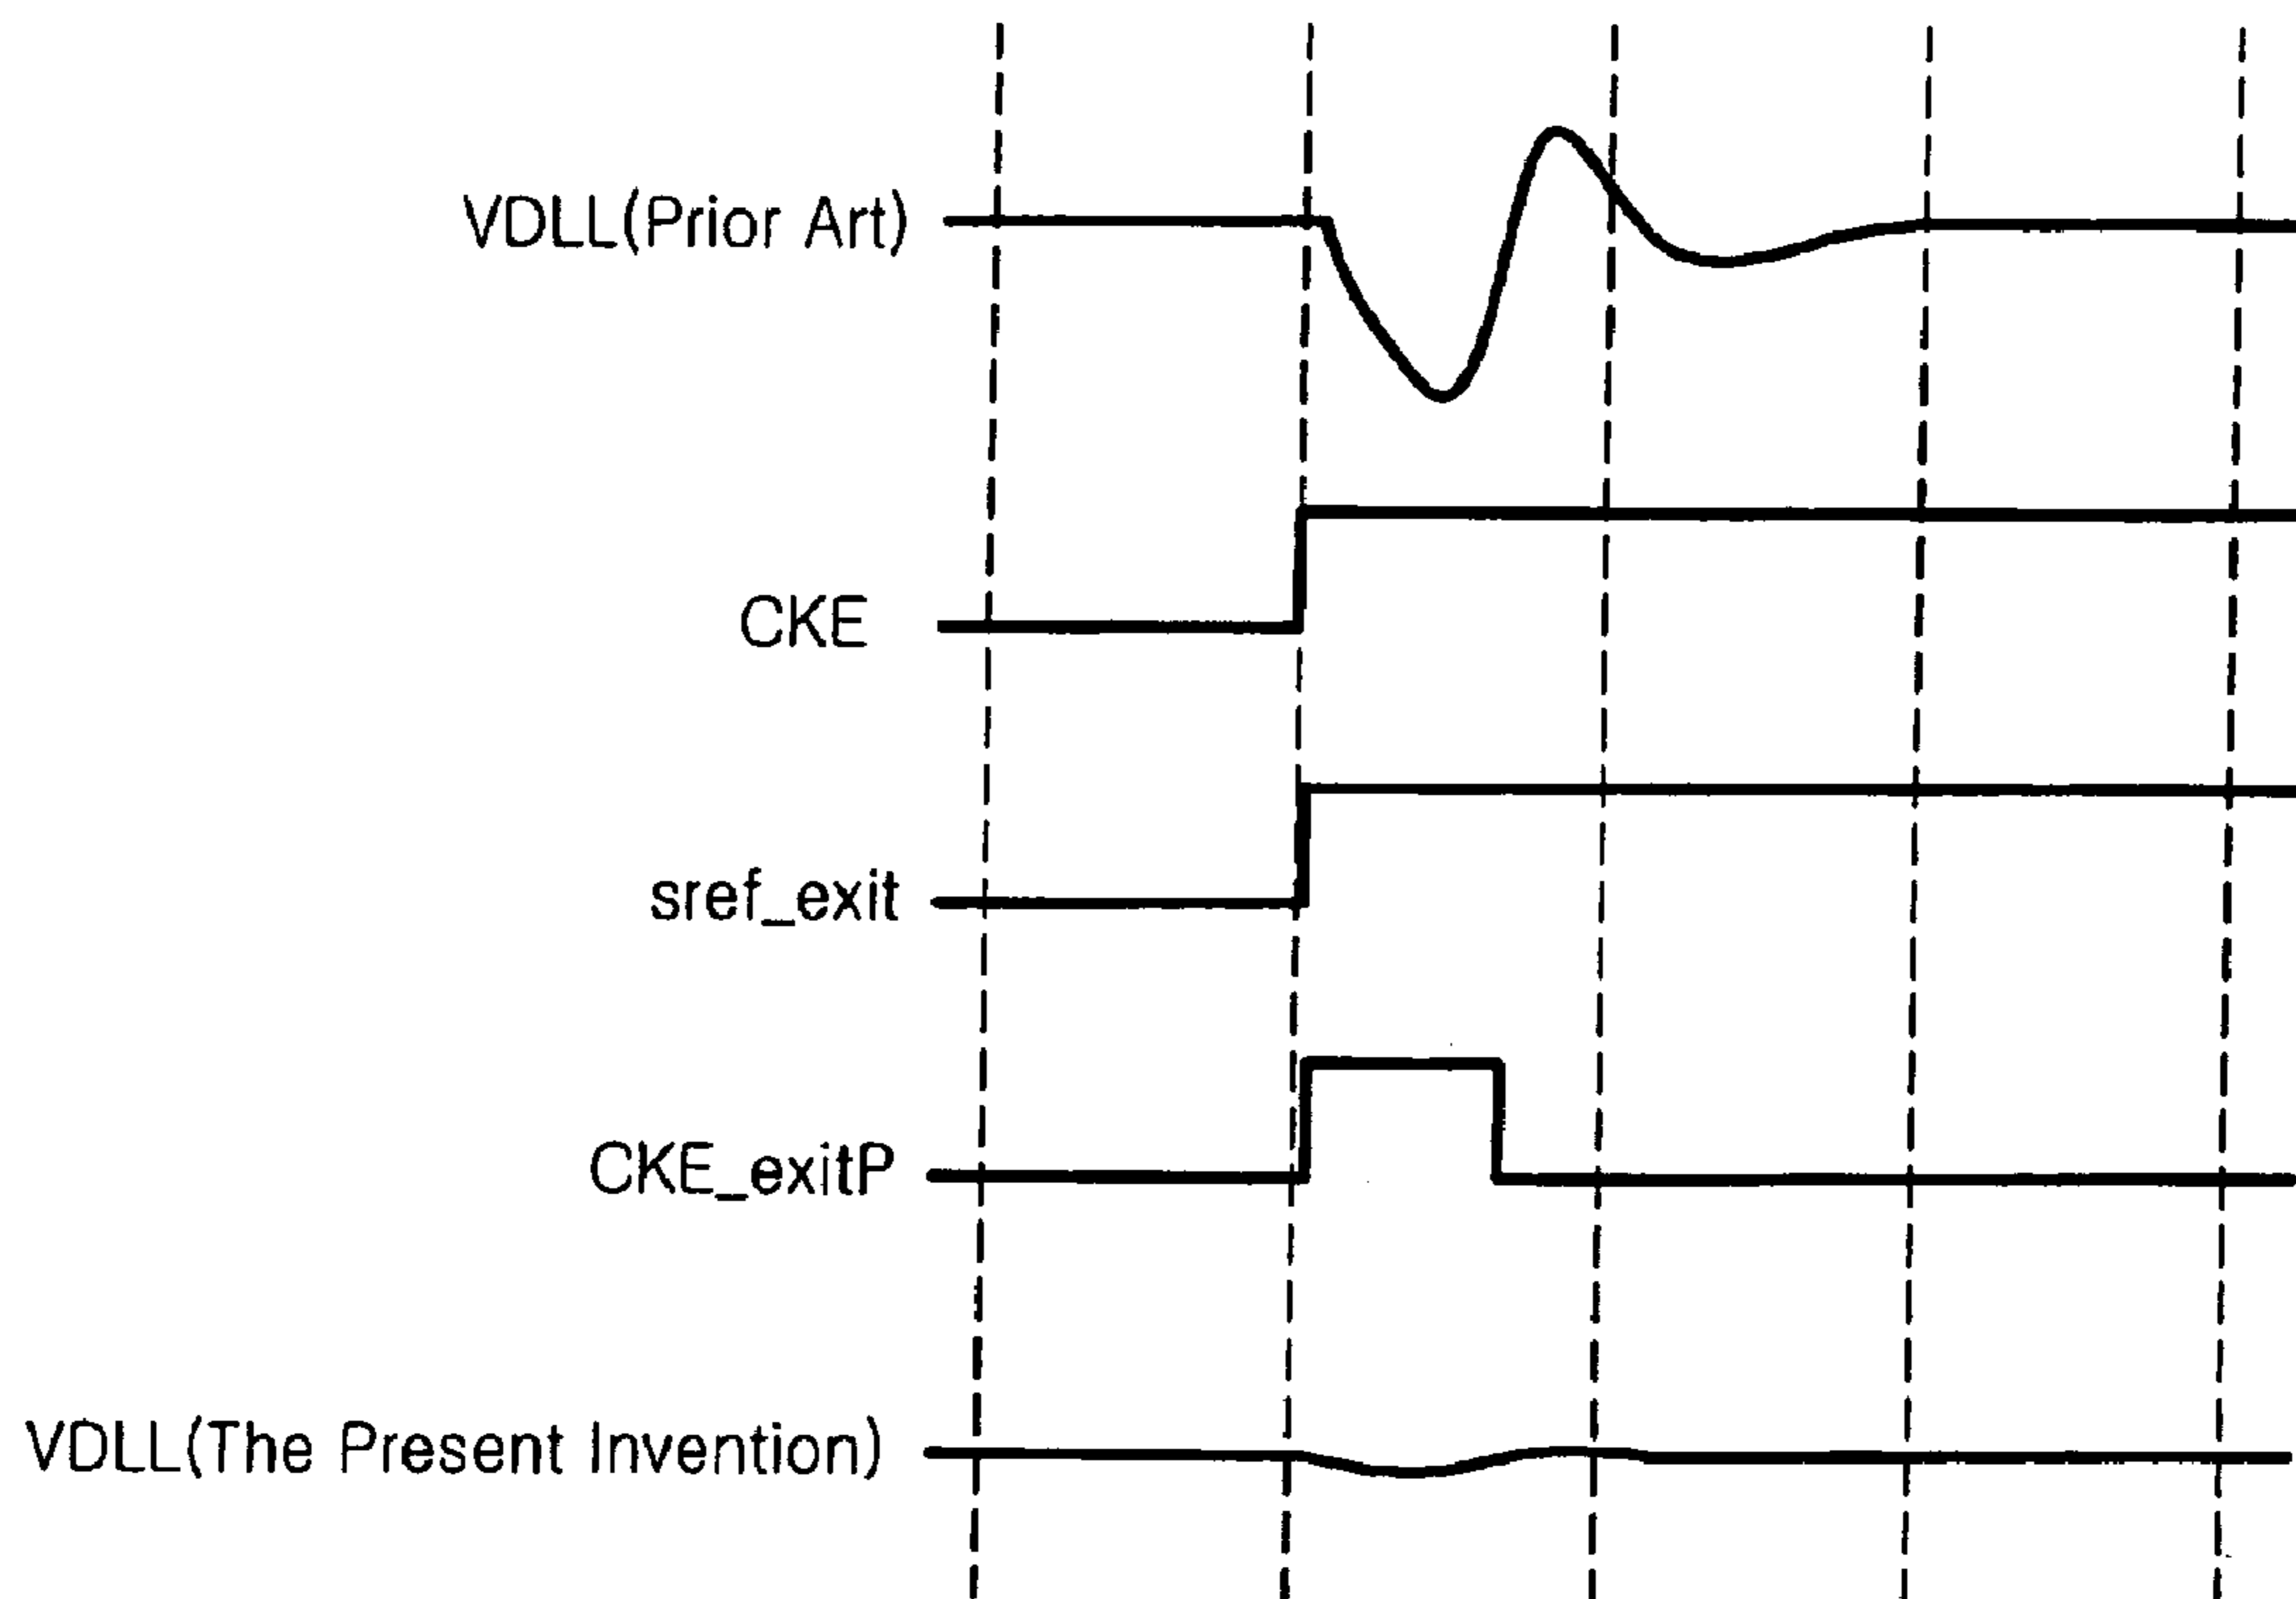 VDLL(Prior Art)
CKE
sref_exit
CKE_exitP
VDLL(The Present Invention)